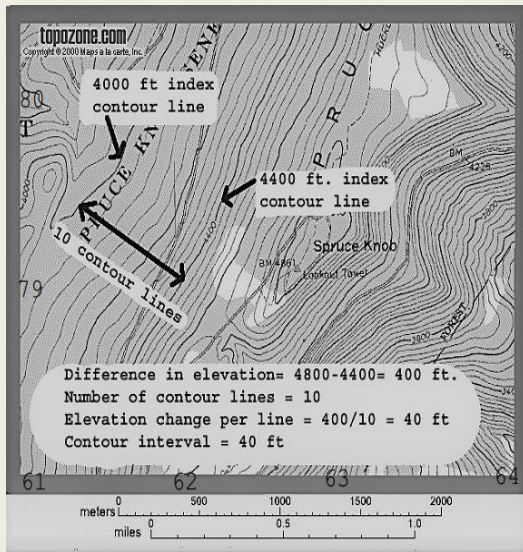 topozone.com
Copyright © 2000 Maps a la carte, Inc.
4000 ft index
contour line
80
T
4400 ft. index
contour line
P R U C
BM
4226
10 contour lines
4400
Spruce Knob
BM 4861
Lookout Tower
79
FOREST
Difference in elevation= 4800-4400= 400 ft.
Number of contour lines = 10
Elevation change per line = 400/10 = 40 ft
Contour interval = 40 ft
61
62
63
64
0 500 1000 1500 2000
meters
miles
0 0.5 1.0